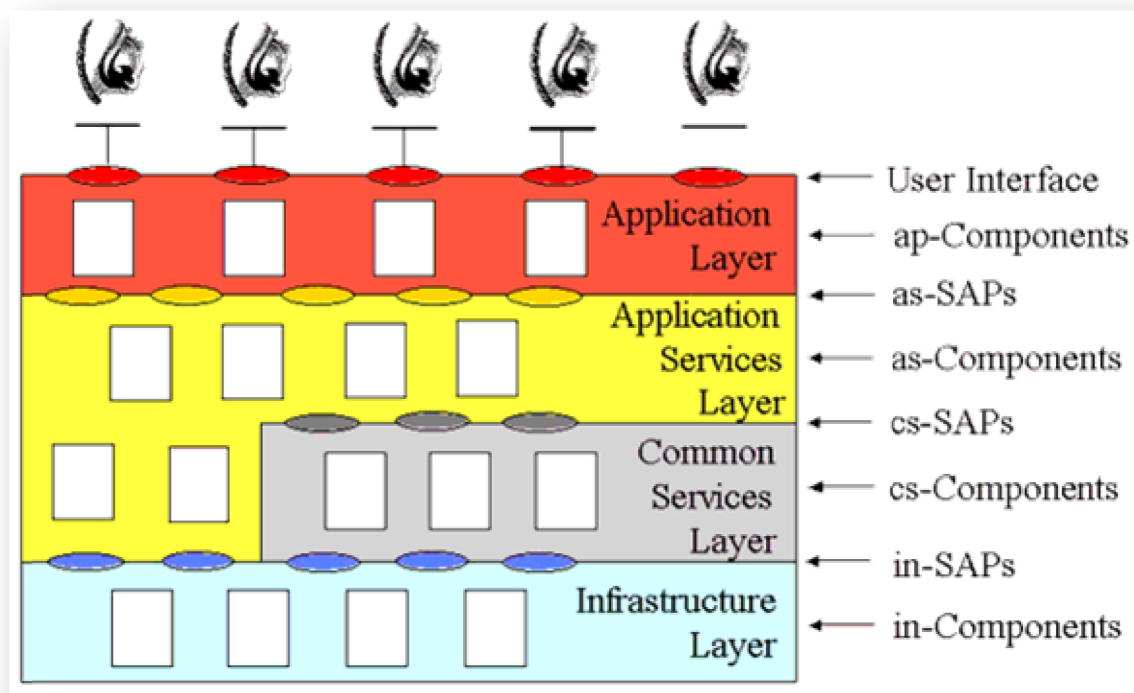 User Interface
Application
Layer
ap-Components
as-SAPs
Application
Services
Layer
as-Components
cs-SAPs
Common
Services
Layer
cs-Components
in-SAPs
Infrastructure
Layer
in-Components